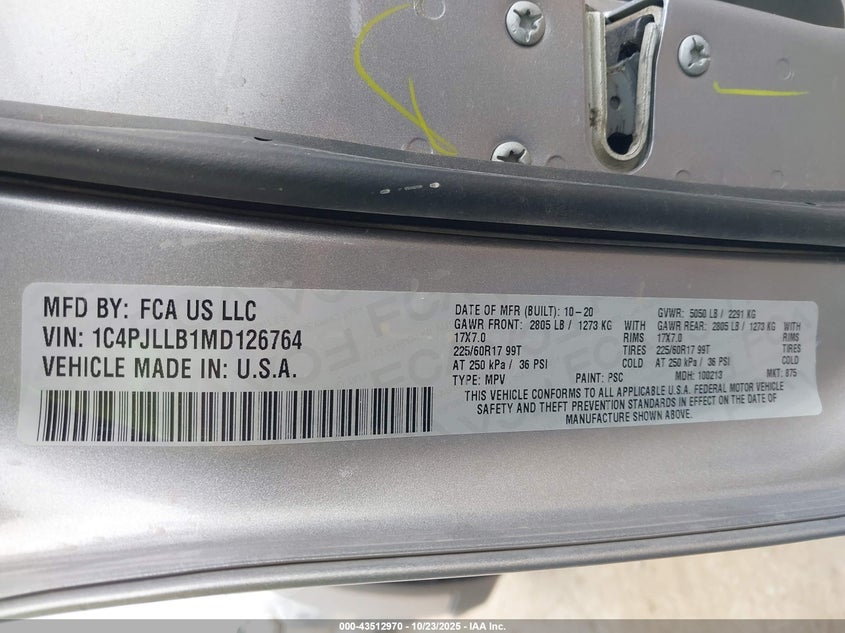 MFD BY: FCA US LLC
VIN: 1C4PJLLB1MD126764
VEHICLE MADE IN: U.S.A.
DATE OF MFR (BUILT): 10-20
GAWR FRONT: 2805 LB / 1273 KG WITH
17X7.0 RIMS
225/60R17 99T TIRES
AT 250 kPa / 36 PSI COLD
GVWR: 5050 LB / 2291 KG
GAWR REAR: 2805 LB / 1273 KG WITH
17X7.0 RIMS
225/60R17 99T TIRES
AT 250 kPa / 36 PSI COLD
TYPE: MPV PAINT: PSC MDH: 100213 MKT: 875
THIS VEHICLE CONFORMS TO ALL APPLICABLE U.S.A. FEDERAL MOTOR VEHICLE
SAFETY AND THEFT PREVENTION STANDARDS IN EFFECT ON THE DATE OF
MANUFACTURE SHOWN ABOVE.
000-43512970 - 10/23/2025 - IAA Inc.